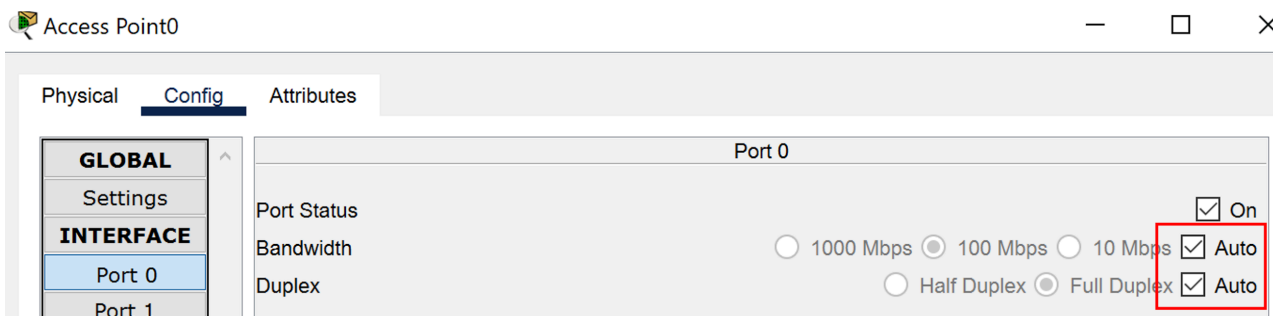 Access Point0
Physical Config Attributes
GLOBAL
Settings
INTERFACE
Port 0
Port 1
Port 0
Port Status On
Bandwidth 1000 Mbps 100 Mbps 10 Mbps Auto
Duplex Half Duplex Full Duplex Auto